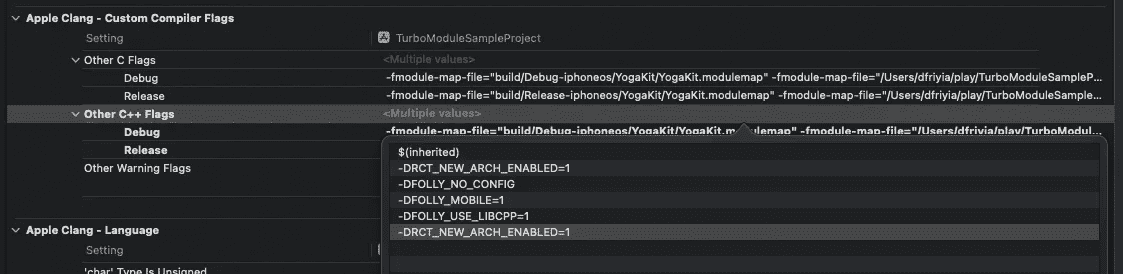 Apple Clang - Custom Compiler Flags
Setting TurboModuleSampleProject
Other C Flags <Multiple values>
Debug -fmodule-map-file="build/Debug-iphoneos/YogaKit/YogaKit.modulemap" -fmodule-map-file="/Users/dfriyia/play/TurboModuleSampleP...
Release -fmodule-map-file="build/Release-iphoneos/YogaKit/YogaKit.modulemap" -fmodule-map-file="/Users/dfriyia/play/TurboModuleSample...
Other C++ Flags <Multiple values>
Debug -fmodule-map-file="build/Debug-iphoneos/YogaKit/YogaKit.modulemap" -fmodule-map-file="/Users/dfrivia/play/TurboModul...
Release
$(inherited)
-DRCT_NEW_ARCH_ENABLED=1
Other Warning Flags
-DFOLLY_NO_CONFIG
-DFOLLY_MOBILE=1
-DFOLLY_USE_LIBCPP=1
-DRCT_NEW_ARCH_ENABLED=1
Apple Clang - Language
Setting
'char' Type Is Unsigned